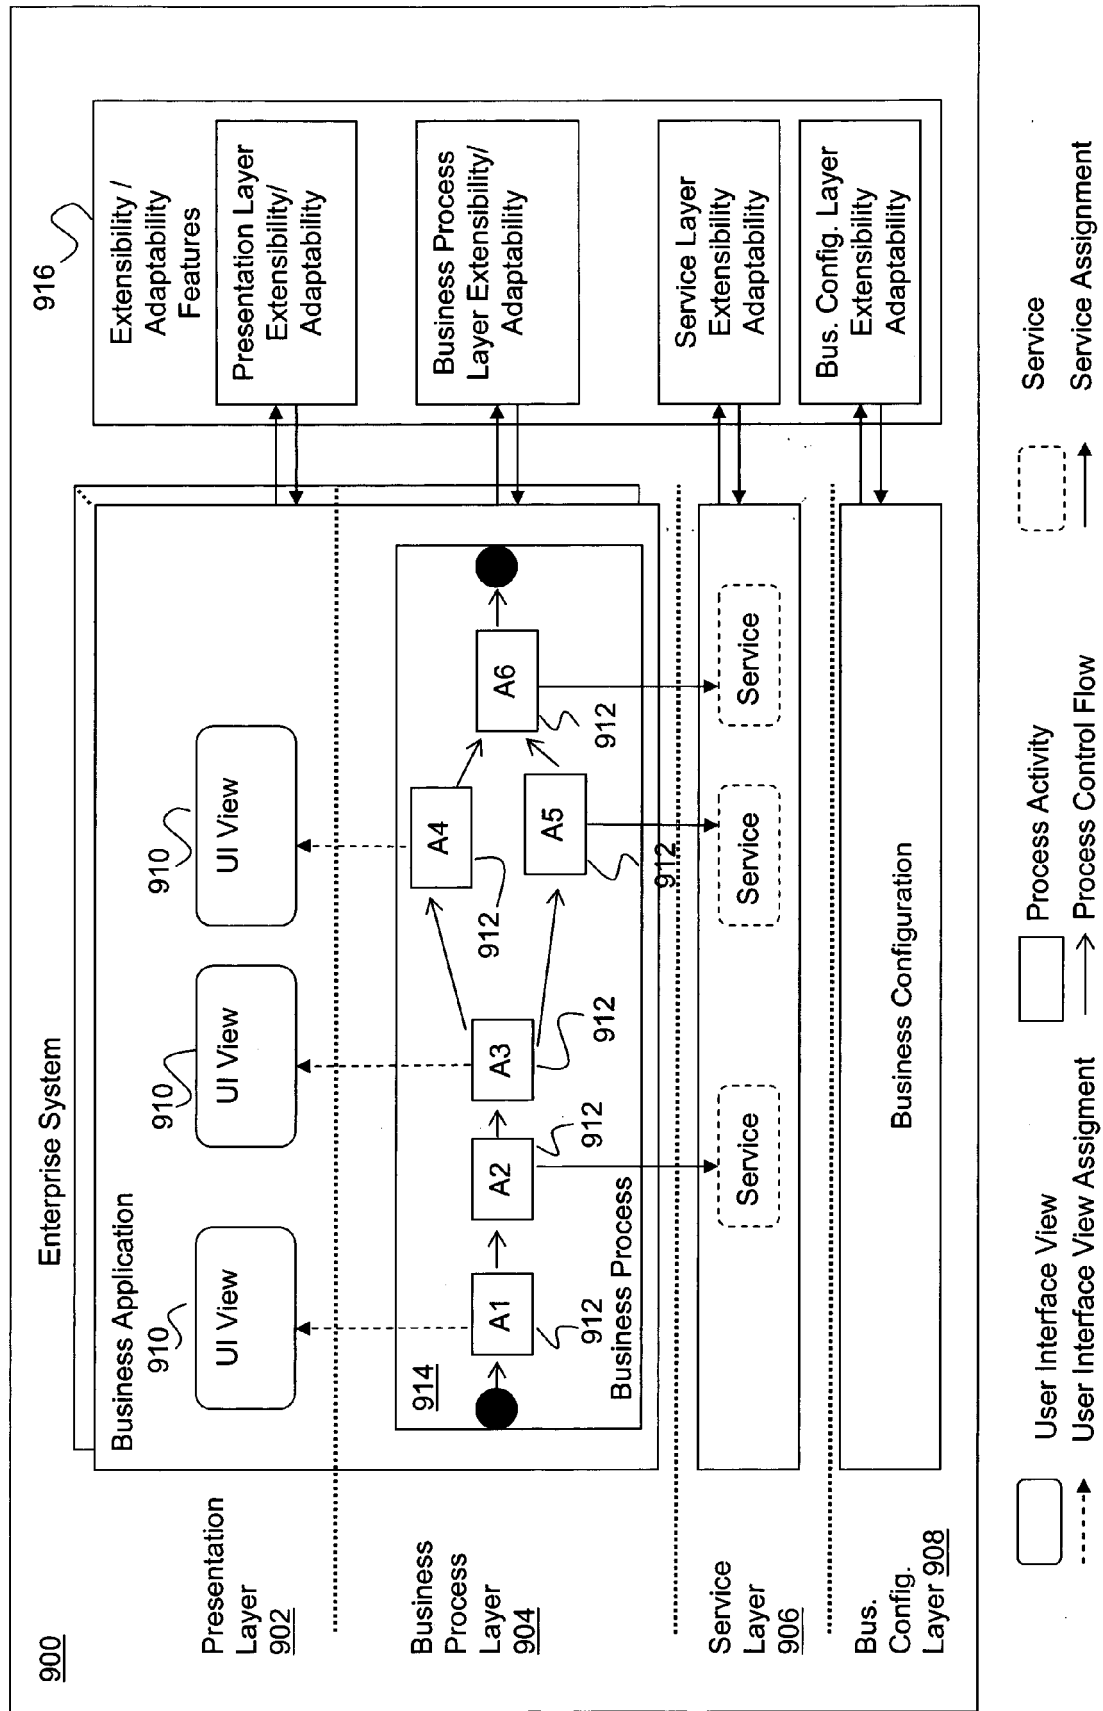 900
Enterprise System
916
Extensibility /
Adaptability
Features
Business Application
Presentation
Layer
902
910
UI View
910
UI View
910
UI View
Presentation Layer
Extensibility/
Adaptability
Business
Process
Layer
904
914
A1
912
A2
912
A3
912
A4
912
A5
912
A6
912
Business Process
Business Process
Layer Extensibility/
Adaptability
Service
Layer
906
Service
Service
Service
Service Layer
Extensibility
Adaptability
Bus.
Config.
Layer 908
Business Configuration
Bus. Config. Layer
Extensibility
Adaptability
User Interface View
User Interface View Assigment
Process Activity
Process Control Flow
Service
Service Assignment